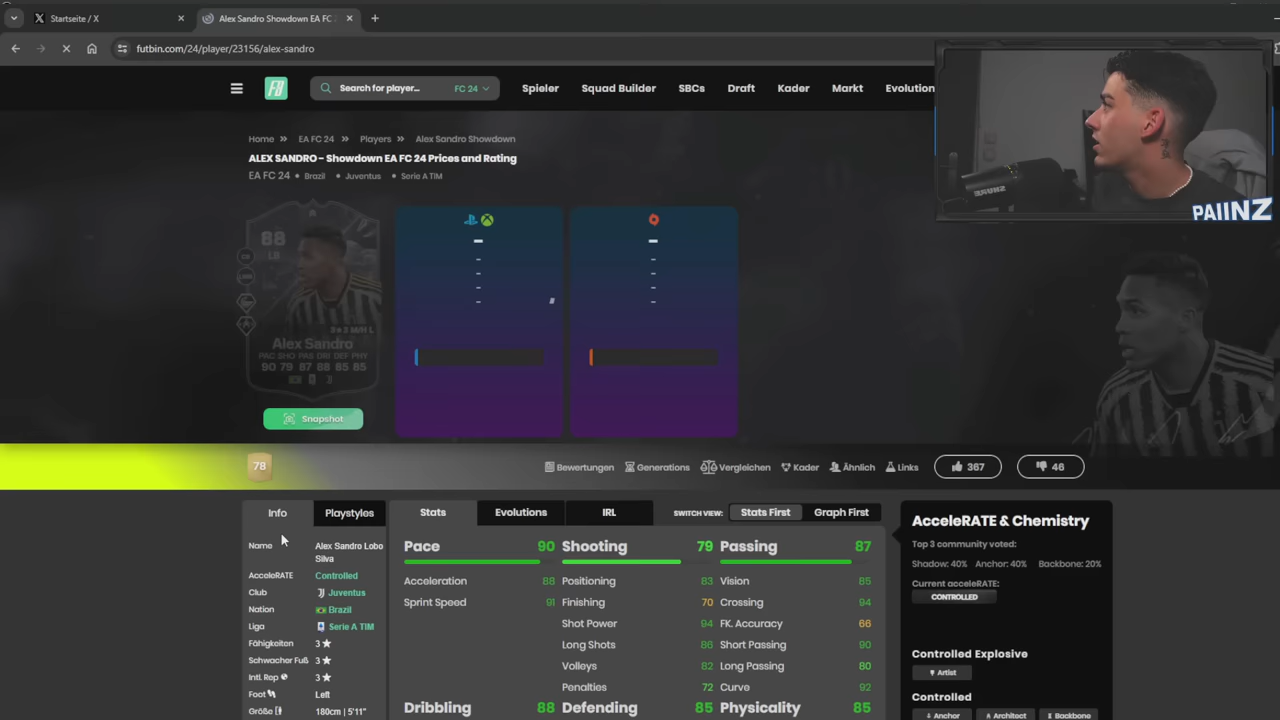 Startseite / X
Alex Sandro Showdown EA FC 2
futbin.com/24/player/23156/alex-sandro
FB
Search for player...
FC 24
Spieler
Squad Builder
SBCs
Draft
Kader
Markt
Evolution
PAIINZ
Home >> EA FC 24 >> Players >> Alex Sandro Showdown
ALEX SANDRO - Showdown EA FC 24 Prices and Rating
EA FC 24 • Brazil • Juventus • Serie A TIM
88
LB
Alex Sandro
PAC SHO PAS DRI DEF PHY
90 79 87 88 85 85
Snapshot
78
Bewertungen
Generations
Vergleichen
Kader
Ähnlich
Links
367
46
Info
Playstyles
Stats
Evolutions
IRL
SWITCH VIEW:
Stats First
Graph First
Name Alex Sandro Lobo
Silva
AcceleRATE Controlled
Club Juventus
Nation Brazil
Liga Serie A TIM
Fähigkeiten 3
Schwacher Fuß 3
Intl. Rep 3
Foot Left
Größe 180cm | 5'11"
Pace 90
Acceleration 88
Sprint Speed 91
Dribbling 88
Shooting 79
Positioning 83
Finishing 70
Shot Power 94
Long Shots 86
Volleys 82
Penalties 72
Defending 85
Passing 87
Vision 85
Crossing 94
FK. Accuracy 66
Short Passing 90
Long Passing 80
Curve 92
Physicality 85
AcceleRATE & Chemistry
Top 3 community voted:
Shadow: 40% Anchor: 40% Backbone: 20%
Current acceleRATE:
CONTROLLED
Controlled Explosive
Artist
Controlled
Anchor
Architect
Backbone